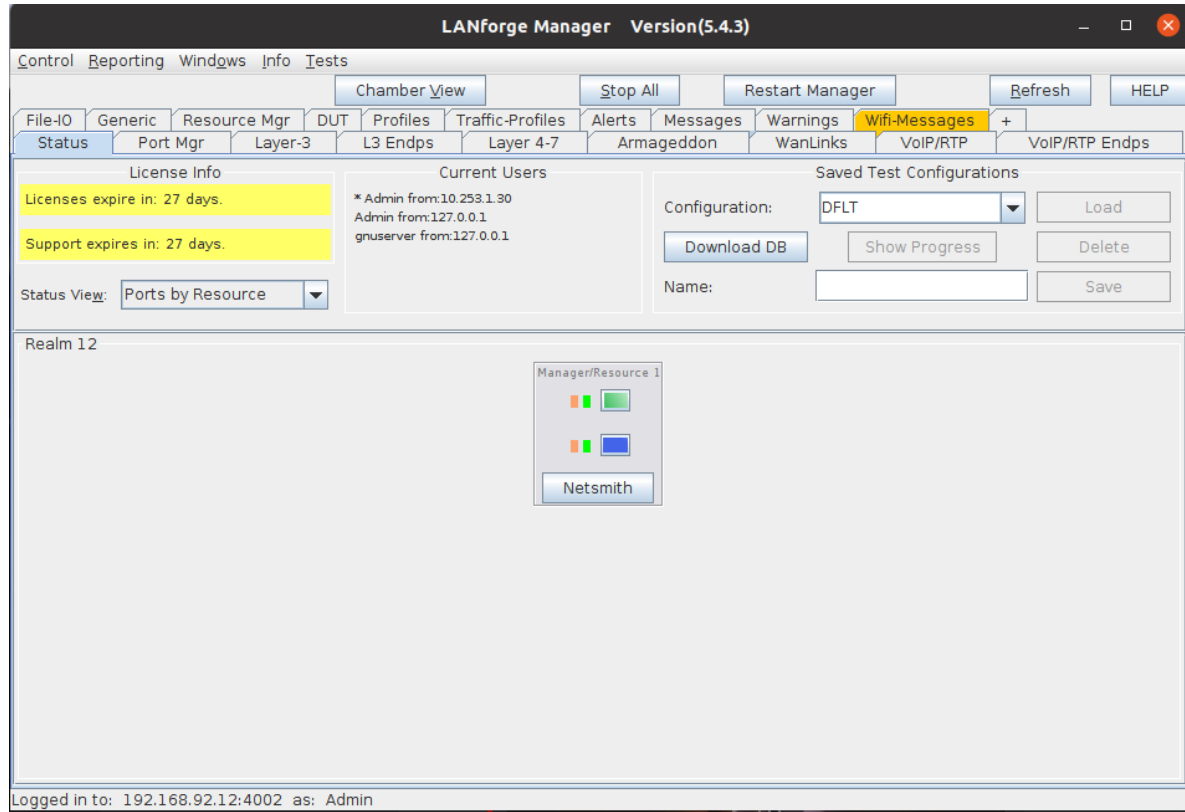 LANforge Manager Version(5.4.3)
Control Reporting Windows Info Tests
Chamber View Stop All Restart Manager Refresh HELP
File-IO Generic Resource Mgr DUT Profiles Traffic-Profiles Alerts Messages Warnings Wifi-Messages +
Status Port Mgr Layer-3 L3 Endps Layer 4-7 Armageddon WanLinks VoIP/RTP VoIP/RTP Endps
License Info
Licenses expire in: 27 days.
Support expires in: 27 days.
Status View: Ports by Resource
Current Users
* Admin from:10.253.1.30
Admin from:127.0.0.1
gnuserver from:127.0.0.1
Saved Test Configurations
Configuration: DFLT Load
Download DB Show Progress Delete
Name: Save
Realm 12
Manager/Resource 1
Netsmith
Logged in to: 192.168.92.12:4002 as: Admin